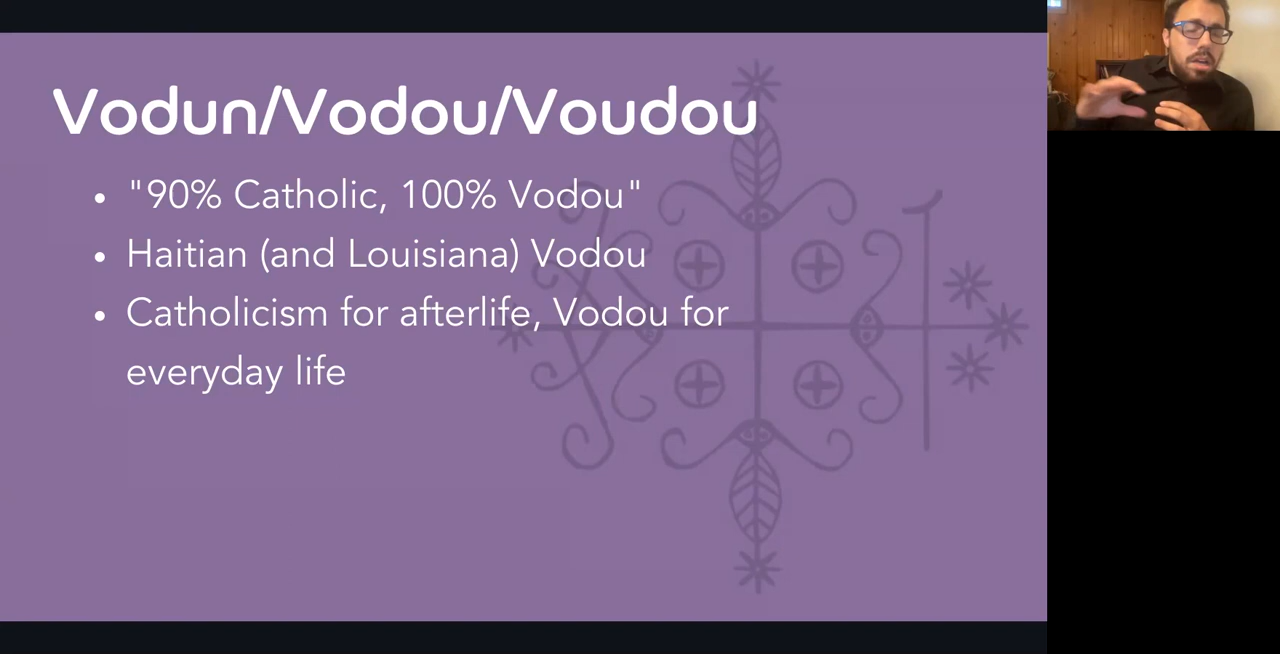 Vodun/Vodou/Voudou
• "90% Catholic, 100% Vodou"
• Haitian (and Louisiana) Vodou
• Catholicism for afterlife, Vodou for
everyday life